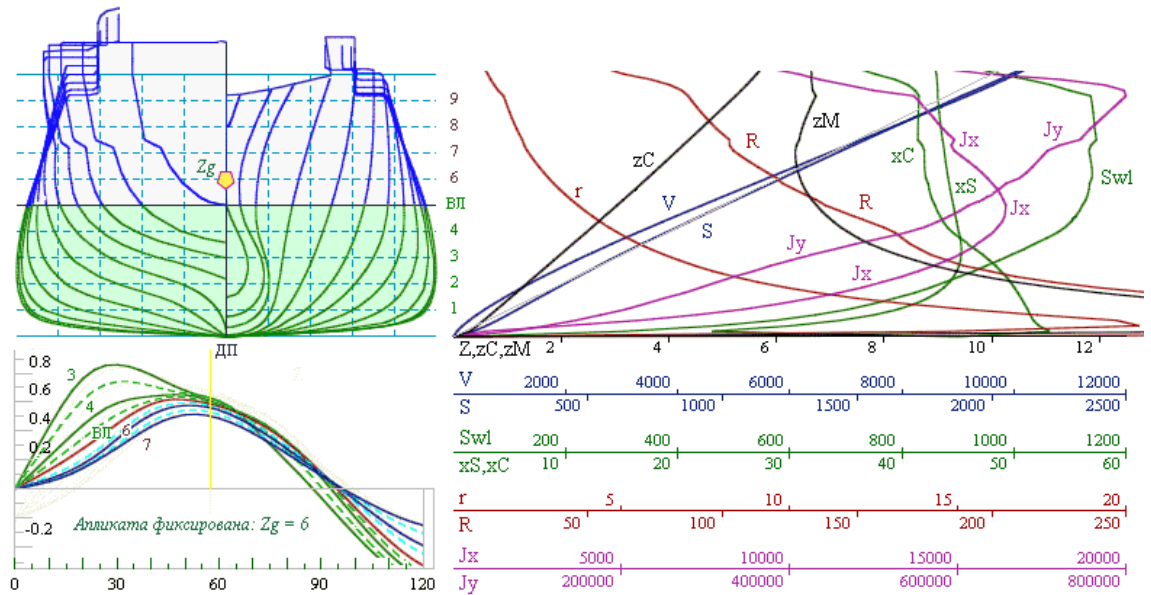 9
8
7
Zg
6
ВЛ
4
3
2
1
ДП
zM
R
Jx
Jy
xC
zC
xS
Swl
r
V
R
S
Jx
Jy
Jx
Z,zC,zM 2 4 6 8 10 12
V 2000 4000 6000 8000 10000 12000
S 500 1000 1500 2000 2500
Swl 200 400 600 800 1000 1200
xS,xC 10 20 30 40 50 60
r 5 10 15 20
R 50 100 150 200 250
Jx 5000 10000 15000 20000
Jy 200000 400000 600000 800000
0.8
3
0.6
4
0.4
ВЛ 6
7
0.2
-0.2
Аппликата фиксирована: Zg = 6
0 30 60 90 120